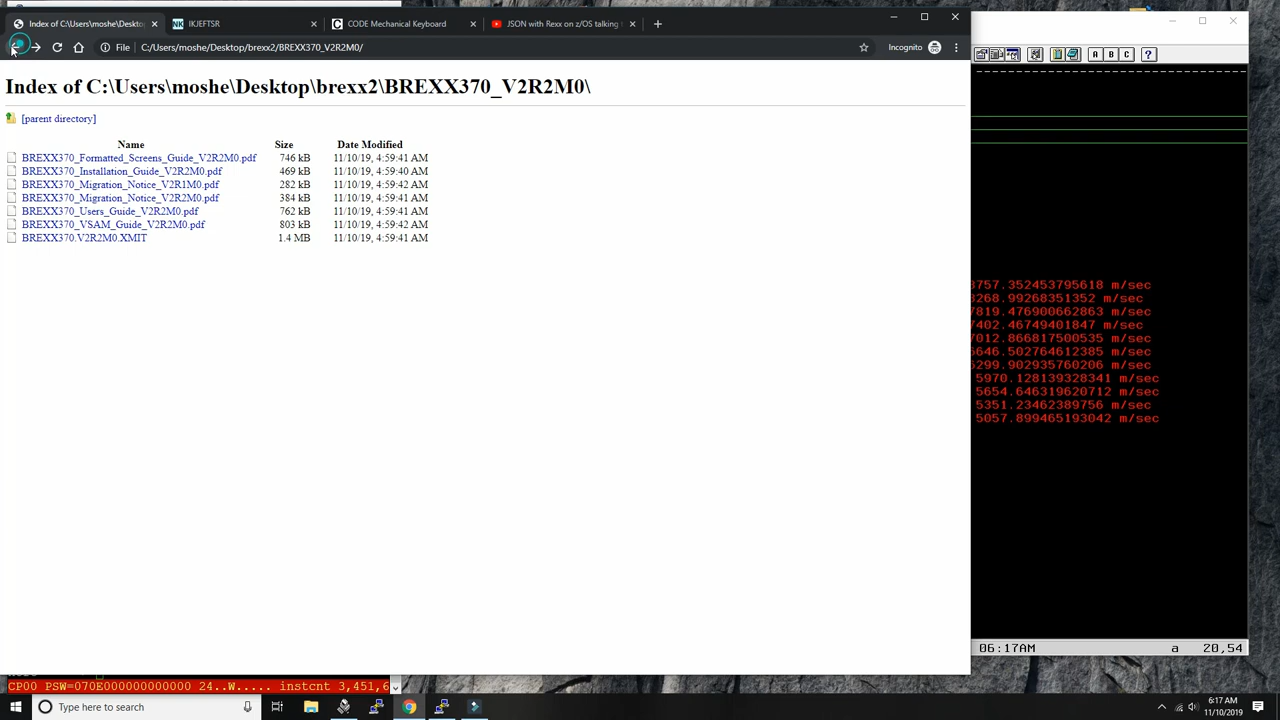 Index of C:\Users\moshe\Deskto
IKJEFTSR
CODE Mechanical Keyboard
JSON with Rexx on z/OS talking
File
C:/Users/moshe/Desktop/brexx2/BREXX370_V2R2M0/
Incognito
Index of C:\Users\moshe\Desktop\brexx2\BREXX370_V2R2M0\
[parent directory]
Name Size Date Modified
BREXX370_Formatted_Screens_Guide_V2R2M0.pdf 746 kB 11/10/19, 4:59:41 AM
BREXX370_Installation_Guide_V2R2M0.pdf 469 kB 11/10/19, 4:59:40 AM
BREXX370_Migration_Notice_V2R1M0.pdf 282 kB 11/10/19, 4:59:42 AM
BREXX370_Migration_Notice_V2R2M0.pdf 384 kB 11/10/19, 4:59:41 AM
BREXX370_Users_Guide_V2R2M0.pdf 762 kB 11/10/19, 4:59:41 AM
BREXX370_VSAM_Guide_V2R2M0.pdf 803 kB 11/10/19, 4:59:42 AM
BREXX370.V2R2M0.XMIT 1.4 MB 11/10/19, 4:59:41 AM
A B C ?
757.352453795618 m/sec
268.99268351352 m/sec
819.476900662863 m/sec
402.46749401847 m/sec
012.866817500535 m/sec
646.502764612385 m/sec
299.902935760206 m/sec
5970.128139328341 m/sec
5654.646319620712 m/sec
5351.23462389756 m/sec
5057.899465193042 m/sec
06:17AM a 20,54
CP00 PSW=070E000000000000 24..W..... instcnt 3,451,6
Type here to search
6:17 AM
11/10/2019